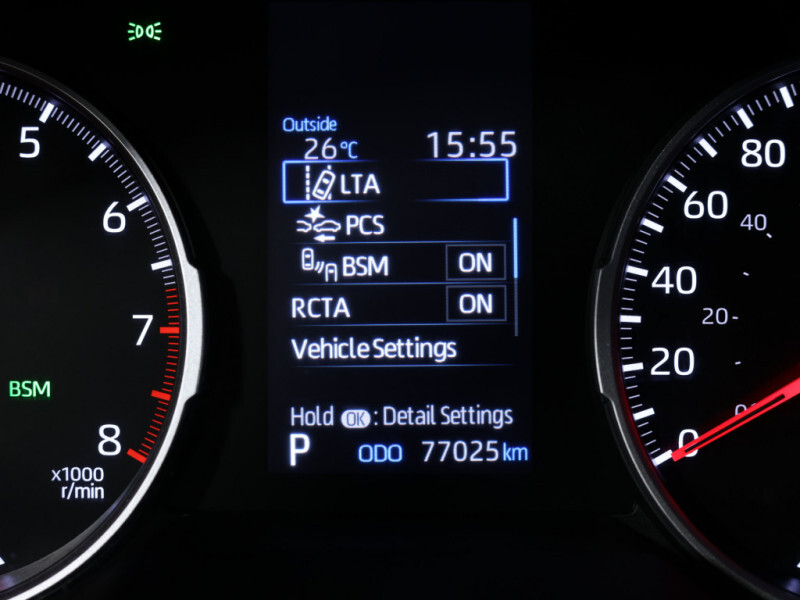 Outside
26°C 15:55
LTA
PCS
BSM ON
RCTA ON
Vehicle Settings
Hold OK : Detail Settings
P ODO 77025 km
5
6
7
8
x1000
r/min
BSM
80
60
40
20
0
40
20